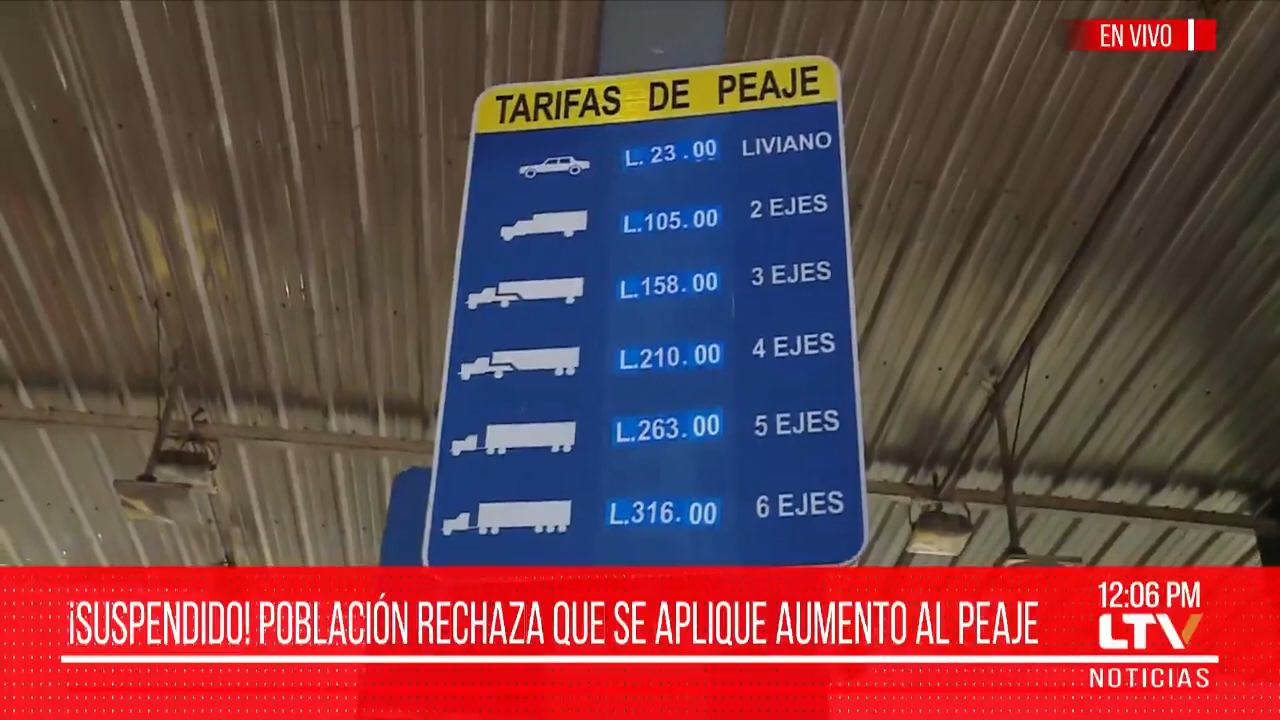 EN VIVO
TARIFAS DE PEAJE
L. 23.00 LIVIANO
L.105.00 2 EJES
L.158.00 3 EJES
L.210.00 4 EJES
L.263.00 5 EJES
L.316.00 6 EJES
¡SUSPENDIDO! POBLACIÓN RECHAZA QUE SE APLIQUE AUMENTO AL PEAJE
12:06 PM
LTV
NOTICIAS